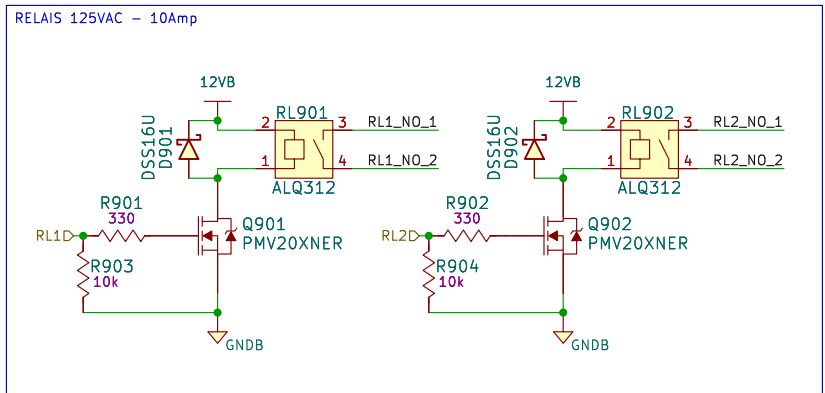 RELAIS 125VAC - 10Amp
12VB
RL901
2
3
RL1_NO_1
DSS16U
D901
1
4
RL1_NO_2
ALQ312
R901
330
RL1
Q901
PMV20XNER
R903
10k
GNDB
12VB
RL902
2
3
RL2_NO_1
DSS16U
D902
1
4
RL2_NO_2
ALQ312
R902
330
RL2
Q902
PMV20XNER
R904
10k
GNDB